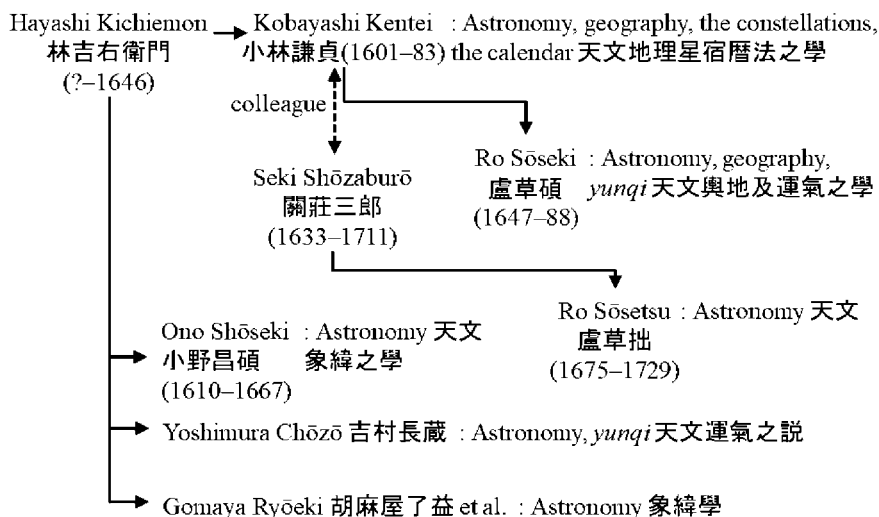 Hayashi Kichiemon
林吉右衛門
(?–1646)
Kobayashi Kentei : Astronomy, geography, the constellations,
小林謙貞(1601–83) the calendar 天文地理星宿曆法之學
colleague
Seki Shōzaburō
關莊三郎
(1633–1711)
Ro Sōseki : Astronomy, geography,
盧草碩 yunqi 天文輿地及運氣之學
(1647–88)
Ro Sōsetsu : Astronomy 天文
盧草拙
(1675–1729)
Ono Shōseki : Astronomy 天文
小野昌碩 象緯之學
(1610–1667)
Yoshimura Chōzō 吉村長蔵 : Astronomy, yunqi 天文運氣之説
Gomaya Ryōeki 胡麻屋了益 et al. : Astronomy 象緯學